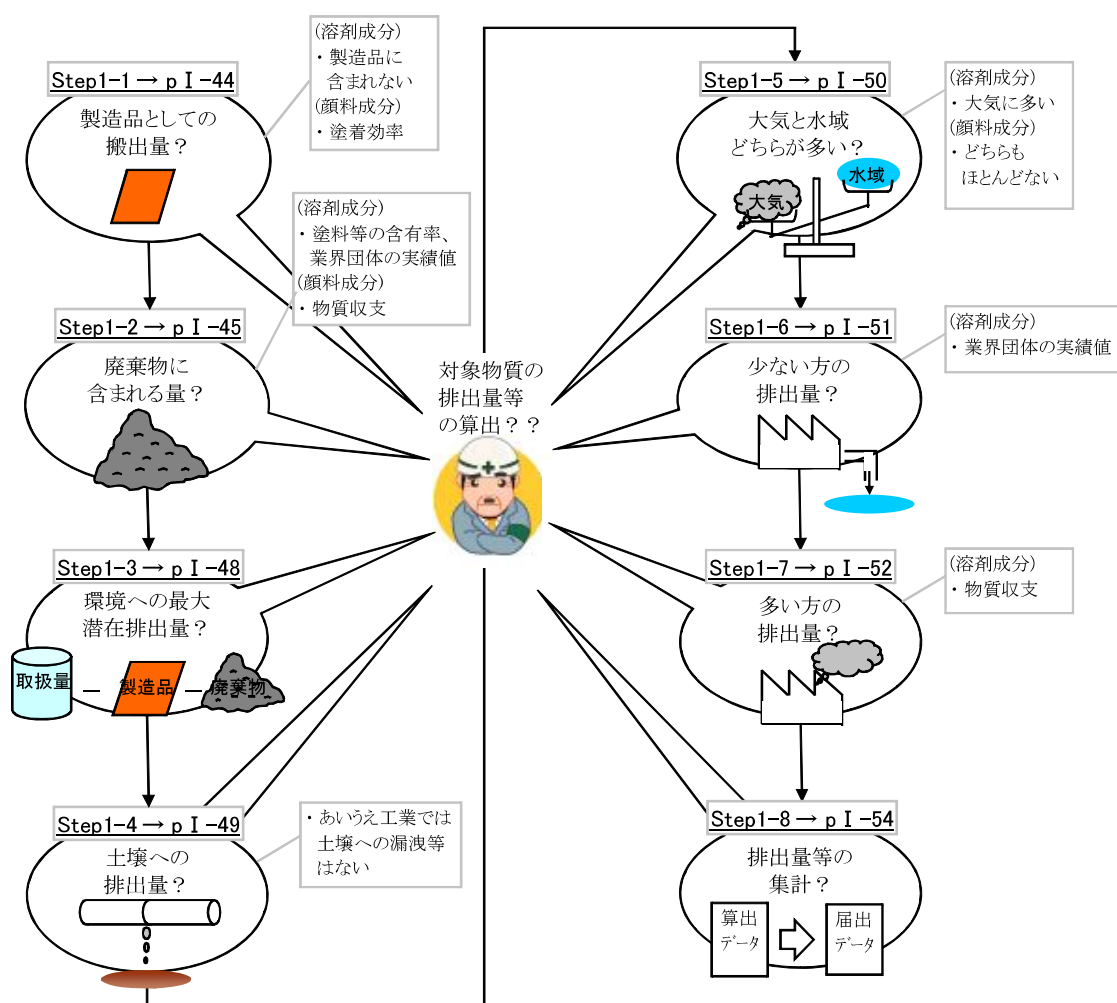 Step1-1 → p Ⅰ-44
製造品としての
搬出量？
(溶剤成分)
・製造品に
含まれない
(顔料成分)
・塗着効率
Step1-2 → p Ⅰ-45
廃棄物に
含まれる量？
(溶剤成分)
・塗料等の含有率、
業界団体の実績値
(顔料成分)
・物質収支
Step1-3 → p Ⅰ-48
環境への最大
潜在排出量？
取扱量 － 製造品 － 廃棄物
Step1-4 → p Ⅰ-49
土壌への
排出量？
・あいうえ工業では
土壌への漏洩等
はない
対象物質の
排出量等
の算出？？
Step1-5 → p Ⅰ-50
大気と水域
どちらが多い？
大気
水域
(溶剤成分)
・大気に多い
(顔料成分)
・どちらも
ほとんどない
Step1-6 → p Ⅰ-51
少ない方の
排出量？
(溶剤成分)
・業界団体の実績値
Step1-7 → p Ⅰ-52
多い方の
排出量？
(溶剤成分)
・物質収支
Step1-8 → p Ⅰ-54
排出量等の
集計？
算出
データ
届出
データ